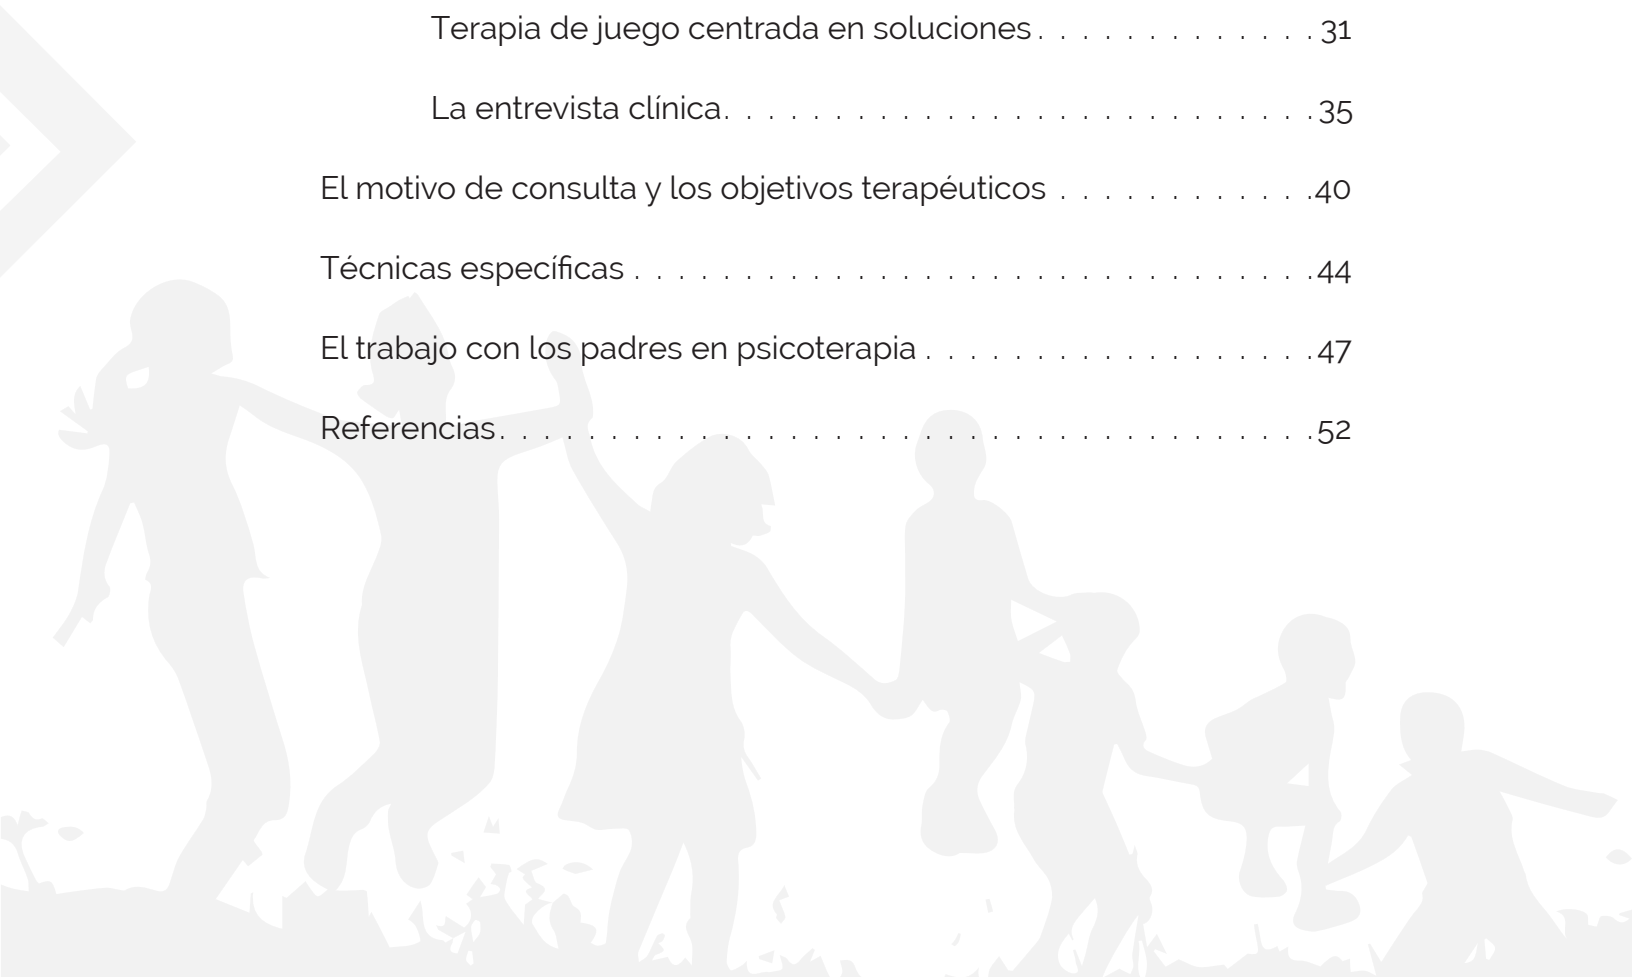 Terapia de juego centrada en soluciones . . . . . . . . . . . . . 31
La entrevista clínica. . . . . . . . . . . . . . . . . . . . . . . . . . . 35
El motivo de consulta y los objetivos terapéuticos . . . . . . . . . . . .40
Técnicas específicas . . . . . . . . . . . . . . . . . . . . . . . . . . . . . . .44
El trabajo con los padres en psicoterapia . . . . . . . . . . . . . . . . . .47
Referencias. . . . . . . . . . . . . . . . . . . . . . . . . . . . . . . . . . . . .52